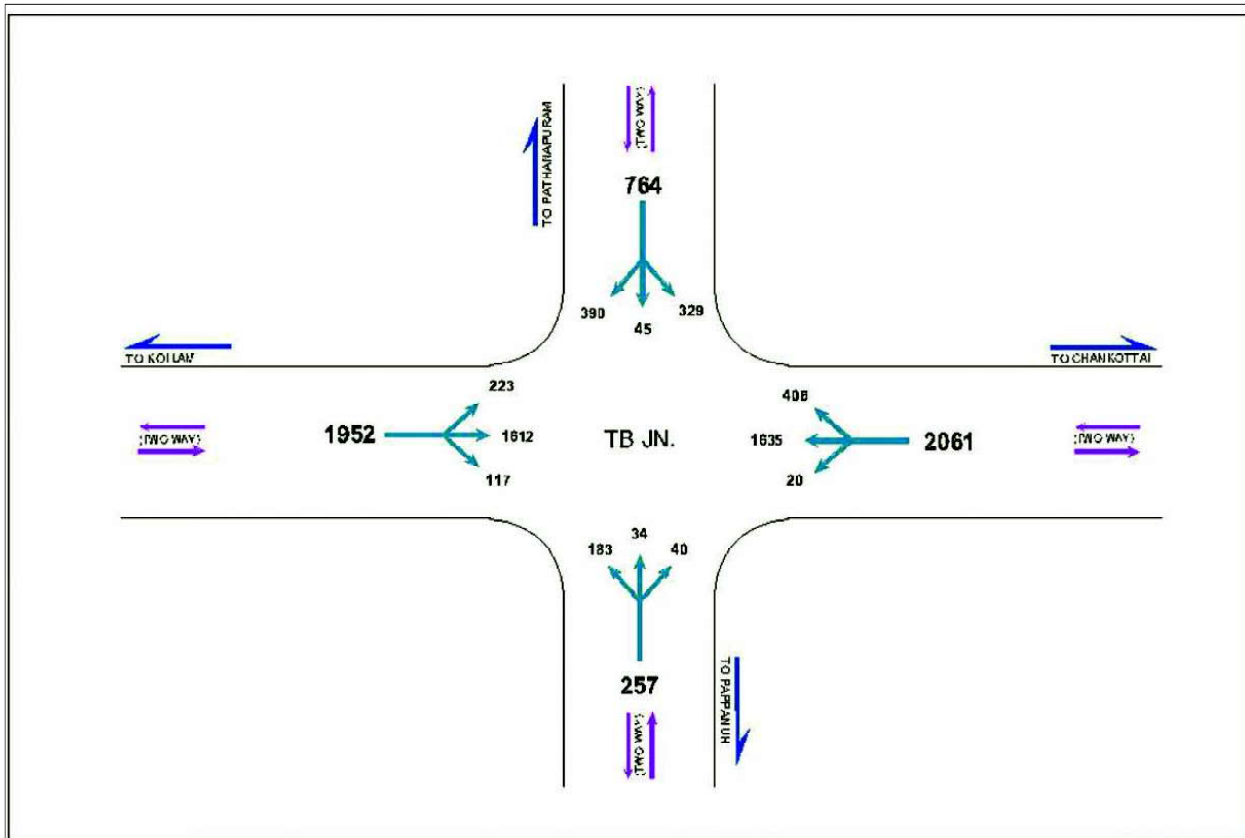 (TWO WAY)
TO PATHANAPURAM
764
390
45
329
TO KOLLAM
TO CHANKOTTAI
223
406
(TWO WAY)
1952
1612
TB JN.
1635
2061
(TWO WAY)
117
20
34
183
40
257
(TWO WAY)